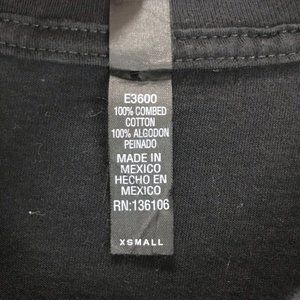 E3600
100% COMBED
COTTON
100% ALGODON
PEINADO
MADE IN
MEXICO
HECHO EN
MEXICO
RN:136106
XSMALL